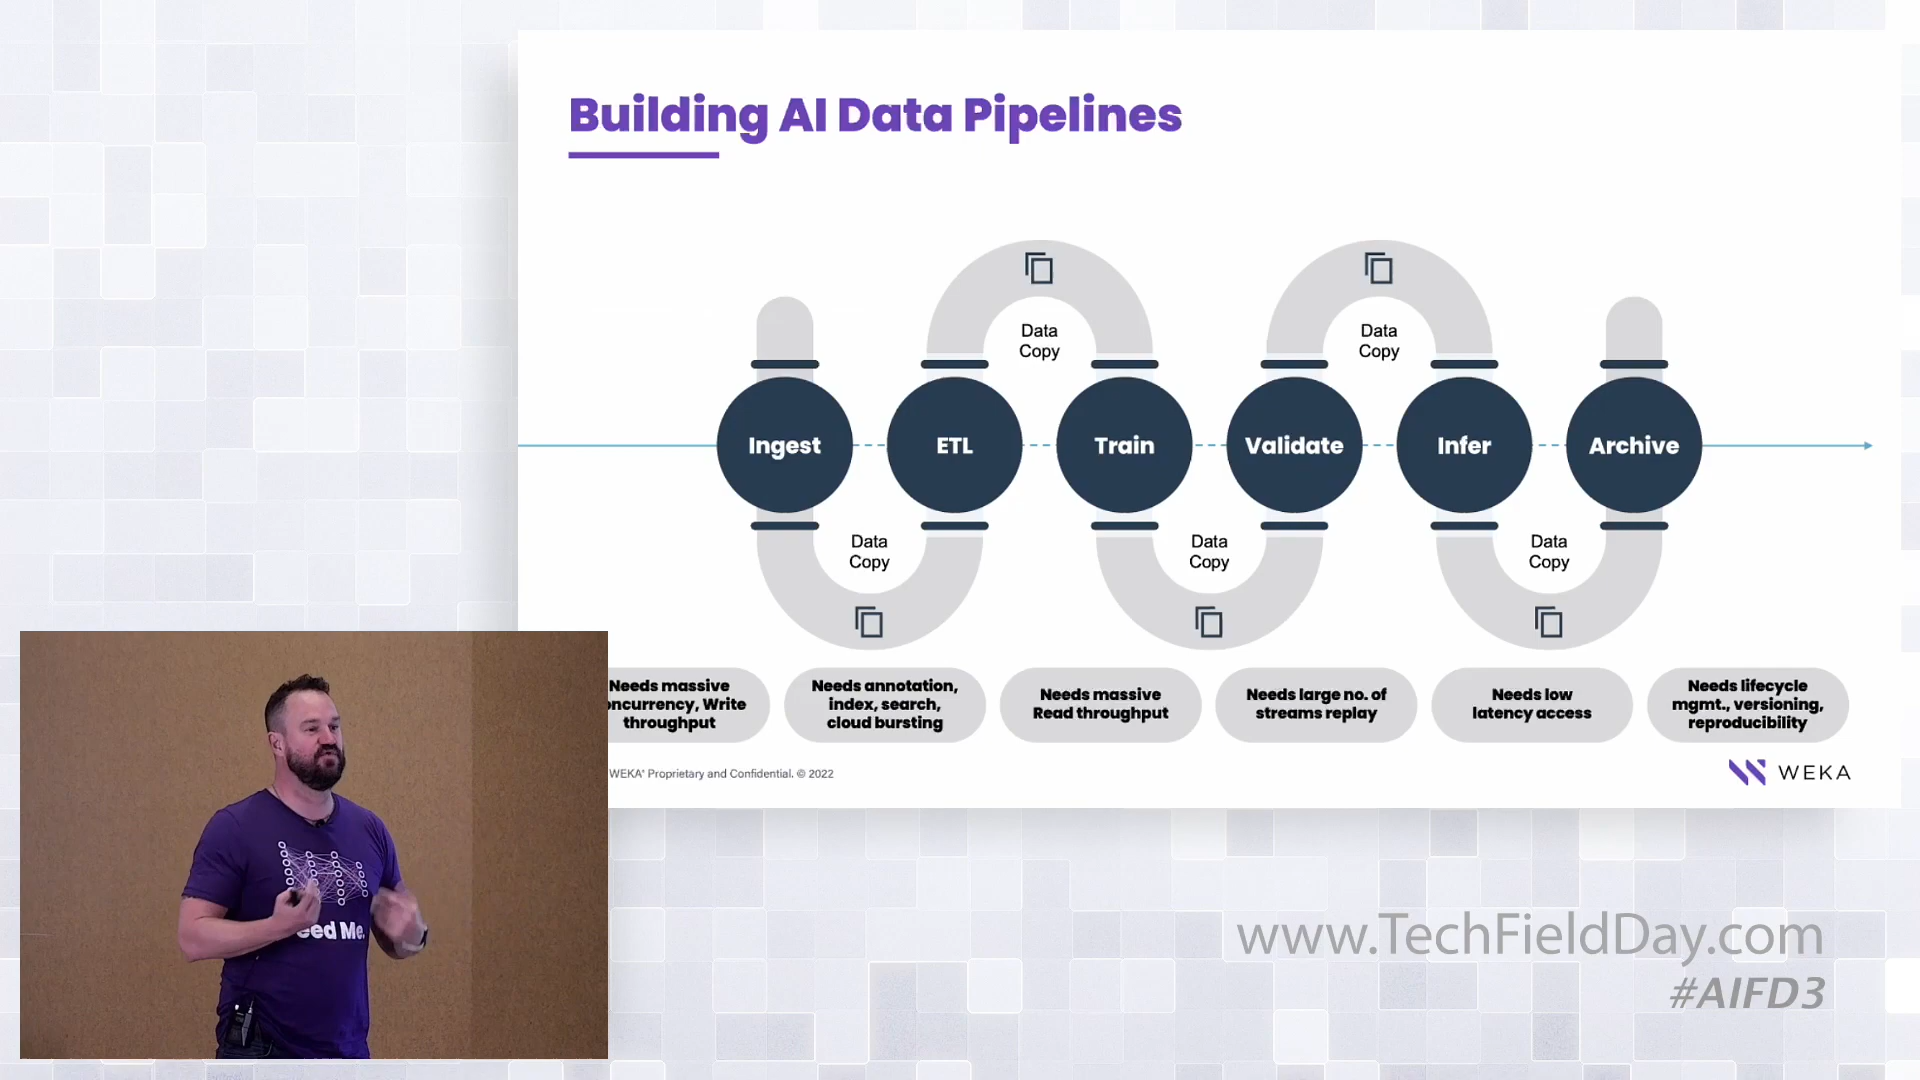 Building AI Data Pipelines
Data
Copy
Data
Copy
Ingest
ETL
Train
Validate
Infer
Archive
Data
Copy
Data
Copy
Data
Copy
Needs massive
Write
throughput
Needs annotation,
index, search,
cloud bursting
Needs massive
Read throughput
Needs large no. of
streams replay
Needs low
latency access
Needs lifecycle
mgmt., versioning,
reproducibility
WEKA® Proprietary and Confidential. © 2022
WEKA
Me.
www.TechFieldDay.com
#AIFD3